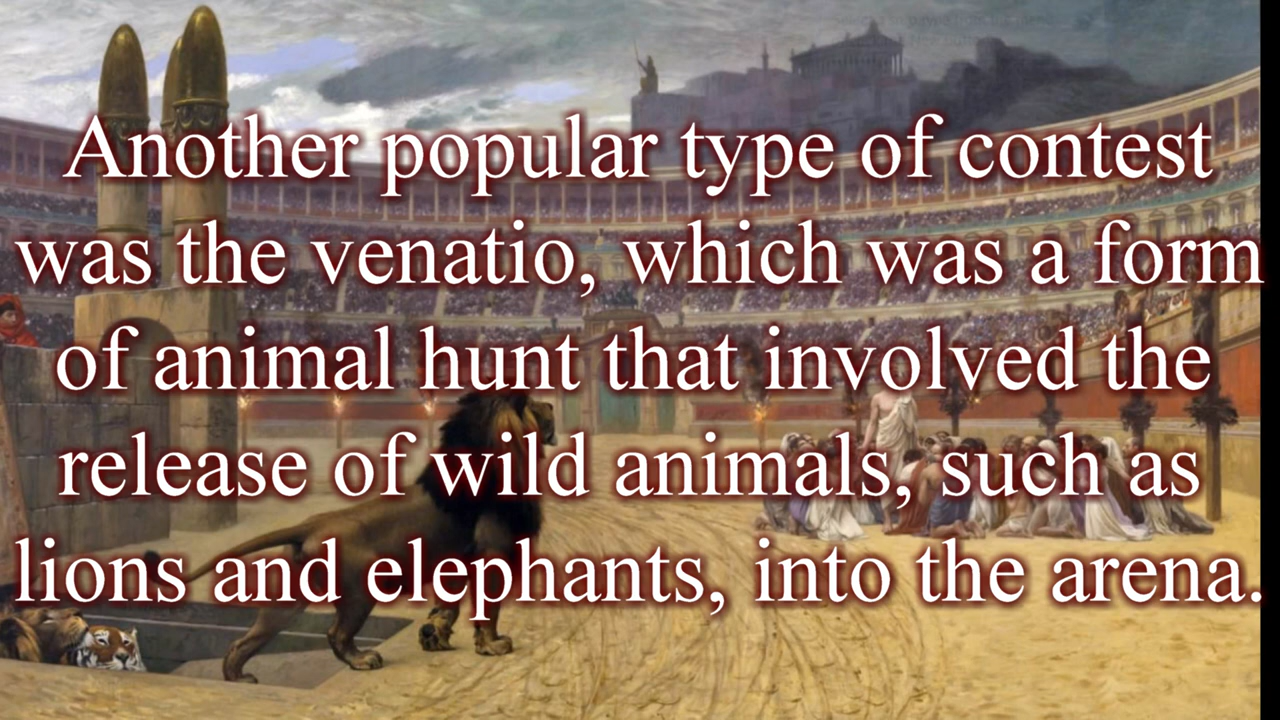 Another popular type of contest
was the venatio, which was a form
of animal hunt that involved the
release of wild animals, such as
lions and elephants, into the arena.